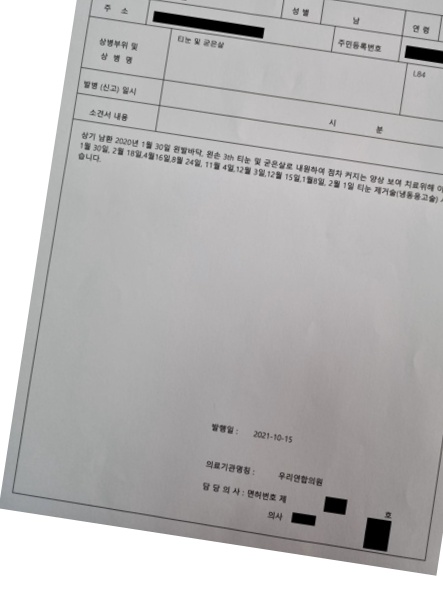 주 소
성 별 남 연 령
주민등록번호
상병부위 및
상 병 명
티눈 및 굳은살
L84
발병 (신고) 일시
시 분
소견서 내용
상기 남환 2020년 1월 30일 왼발바닥, 왼손 3th 티눈 및 굳은살로 내원하여 점차 커지는 양상 보여 치료위해
1월 30일, 2월 18일,4월16일,8월 24일, 11월 4일,12월 3일,12월 15일,1월8일, 2월 1일 티눈 제거술(냉동응고술)
습니다.
발행일 : 2021-10-15
의료기관명칭 : 우리연합의원
담 당 의 사 : 면허번호 제 호
의사